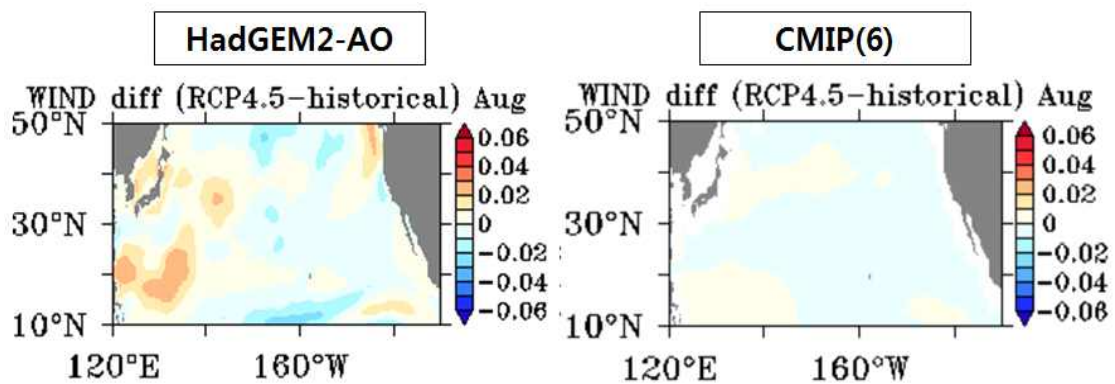 HadGEM2-AO
WIND diff (RCP4.5-historical) Aug
50°N
30°N
10°N
120°E
160°W
0.06
0.04
0.02
0
-0.02
-0.04
-0.06
CMIP(6)
WIND diff (RCP4.5-historical) Aug
50°N
30°N
10°N
120°E
160°W
0.06
0.04
0.02
0
-0.02
-0.04
-0.06